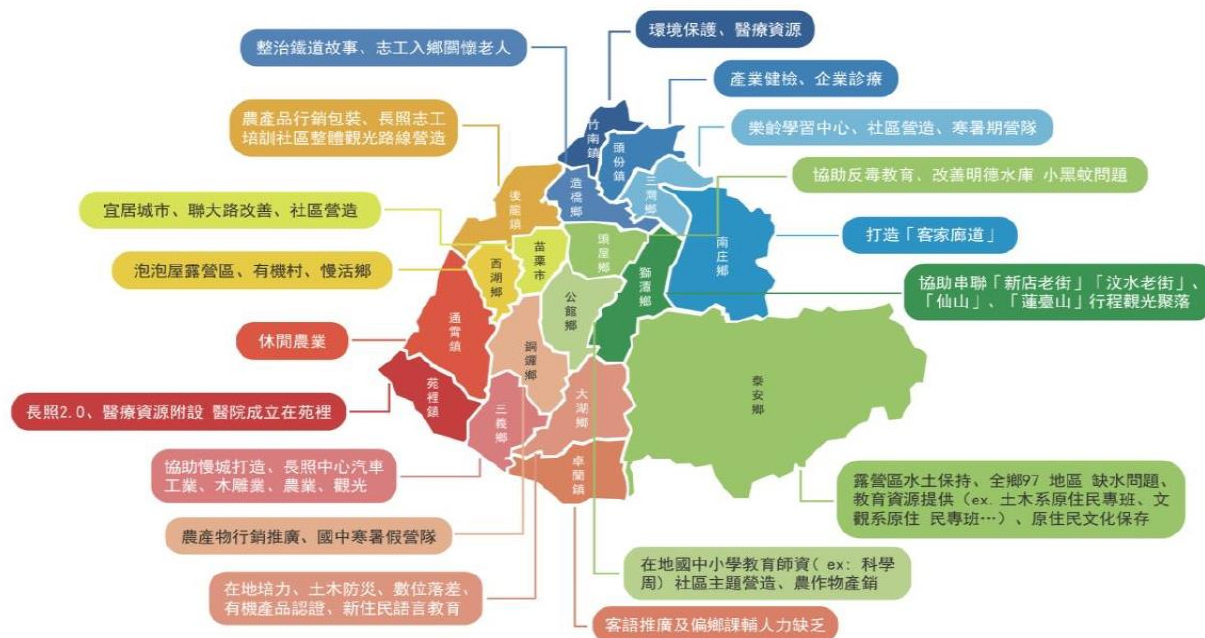 環境保護、醫療資源
整治鐵道故事、志工入鄉關懷老人
產業健檢、企業診療
農產品行銷包裝、長照志工
培訓社區整體觀光路線營造
樂齡學習中心、社區營造、寒暑期營隊
協助反毒教育、改善明德水庫 小黑蚊問題
宜居城市、聯大路改善、社區營造
打造「客家廊道」
泡泡屋露營區、有機村、慢活鄉
協助串聯「新店老街」「汶水老街」、
「仙山」、「蓮臺山」行程觀光聚落
休閒農業
長照2.0、醫療資源附設 醫院成立在苑裡
協助慢城打造、長照中心汽車
工業、木雕業、農業、觀光
露營區水土保持、全鄉97 地區 缺水問題、
教育資源提供（ex. 土木系原住民專班、文
觀系原住 民專班…）、原住民文化保存
農產物行銷推廣、國中寒暑假營隊
在地國中小學教育師資( ex: 科學
周) 社區主題營造、農作物產銷
在地培力、土木防災、數位落差、
有機產品認證、新住民語言教育
客語推廣及偏鄉課輔人力缺乏
竹南鎮
頭份鎮
三灣鄉
造橋鄉
後龍鎮
南庄鄉
頭屋鄉
苗栗市
獅潭鄉
西湖鄉
公館鄉
通霄鎮
銅鑼鄉
泰安鄉
苑裡鎮
大湖鄉
三義鄉
卓蘭鎮